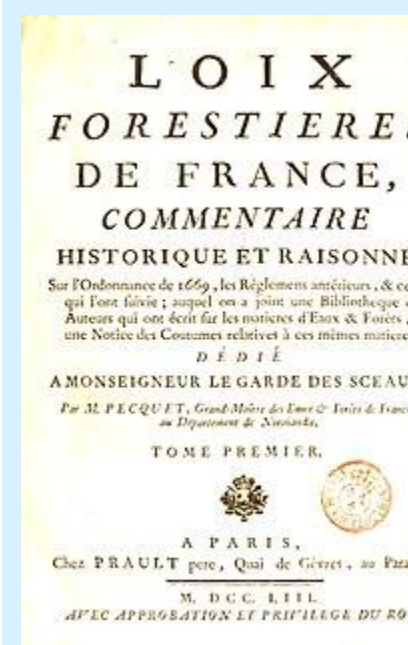 LOIX
FORESTIERE
DE FRANCE,
COMMENTAIRE
HISTORIQUE ET RAISONNE
Sur l'Ordonnance de 1669, les Réglemens antérieurs, & ce
qui l'ont suivie ; auquel on a joint une Bibliotheque
Auteurs qui ont écrit sur les matieres d'Eaux & Forêts,
une Notice des Coutumes relatives à ces mêmes matiere
DÉDIÉ
A MONSEIGNEUR LE GARDE DES SCEAU
Par M. PECQUET, Grand-Maître des Eaux & Forêts de Franc
au Département de Normandie.
TOME PREMIER.
A PARIS,
Chez PRAULT pere, Quai de Gêvres, au Para
M. DCC. LIII.
AVEC APPROBATION ET PRIVILEGE DU RO